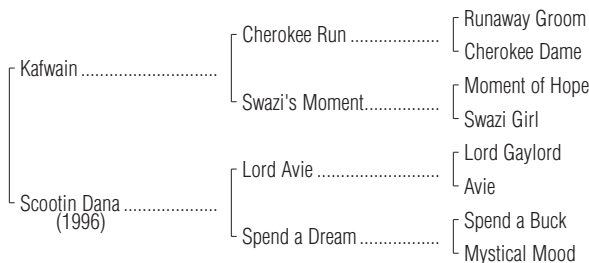 Runaway Groom
Cherokee Run ...................
Cherokee Dame
Kafwain .............................
Moment of Hope
Swazi's Moment................
Swazi Girl
Lord Gaylord
Lord Avie ..........................
Avie
Scootin Dana ....................
(1996)
Spend a Buck
Spend a Dream .................
Mystical Mood